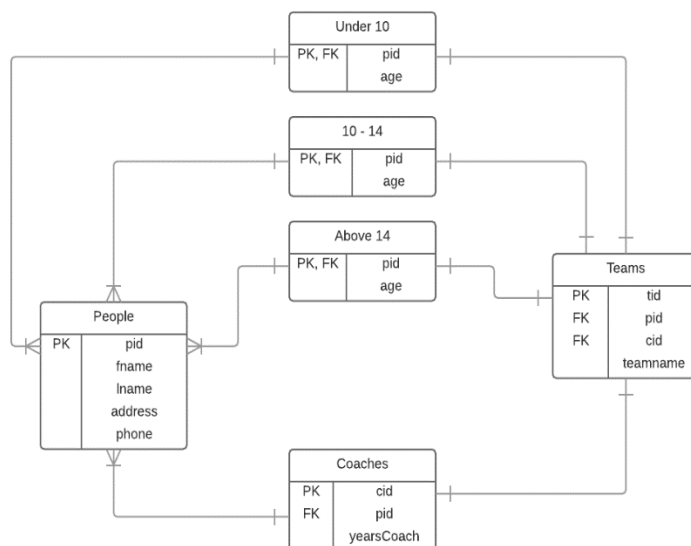 Under 10
PK, FK pid
age
10 - 14
PK, FK pid
age
Above 14
PK, FK pid
age
People
PK pid
fname
lname
address
phone
Teams
PK tid
FK pid
FK cid
teamname
Coaches
PK cid
FK pid
yearsCoach